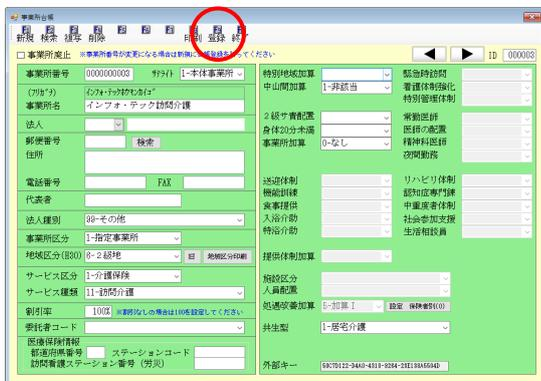 事業所台帳
新規 検索 複写 削除 印刷 登録 終了
□事業所廃止 ※事業所番号が変更になる場合は新規に台帳登録を行ってください ID 000003
事業所番号 0000000003 サテライト 1-本体事業所
(フリガナ) インフォ・テックホウモンカイゴ
事業所名 インフォ・テック訪問介護
法人
郵便番号 検索
住所
電話番号 FAX
代表者
法人種別 99-その他
事業所区分 1-指定事業所
地域区分(H30) 6-2級地 旧 地域区分印刷
サービス区分 1-介護保険
サービス種類 11-訪問介護
割引率 100% ※割引なしの場合は100を設定してください
委託者コード
医療保険情報
都道府県番号 ステーションコード
訪問看護ステーション番号 (労災)
特別地域加算 緊急時訪問
中山間加算 1-非該当 看護体制強化
特別管理体制
2級サ責配置 常勤医師
身体20分未満 医師の配置
事業所加算 0-なし 精神科医師
夜間勤務
送迎体制 リハビリ体制
機能訓練 認知症専門棟
食事提供 中重度者体制
入浴介助 社会参加支援
特浴介助 生活相談員
提供体制加算
施設区分
人員配置
処遇改善加算 5-加算Ⅰ 設定 保険者別(0)
共生型 1-居宅介護
外部キー